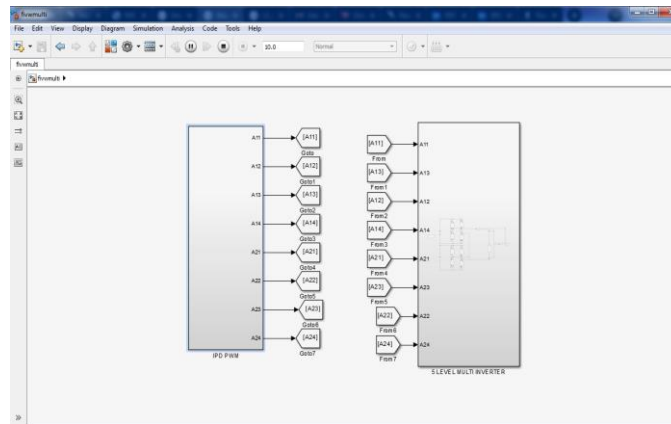 fivemulti
File Edit View Display Diagram Simulation Analysis Code Tools Help
10.0 Normal
fivemulti
fivemulti
A11 [A11] Goto
A12 [A12] Goto1
A13 [A13] Goto2
A14 [A14] Goto3
A21 [A21] Goto4
A22 [A22] Goto5
A23 [A23] Goto6
A24 [A24] Goto7
IPD PWM
[A11] From A11
[A13] From1 A13
[A12] From2 A12
[A14] From3 A14
[A21] From4 A21
[A23] From5 A23
[A22] From6 A22
[A24] From7 A24
5 LEVEL MULTI INVERTER